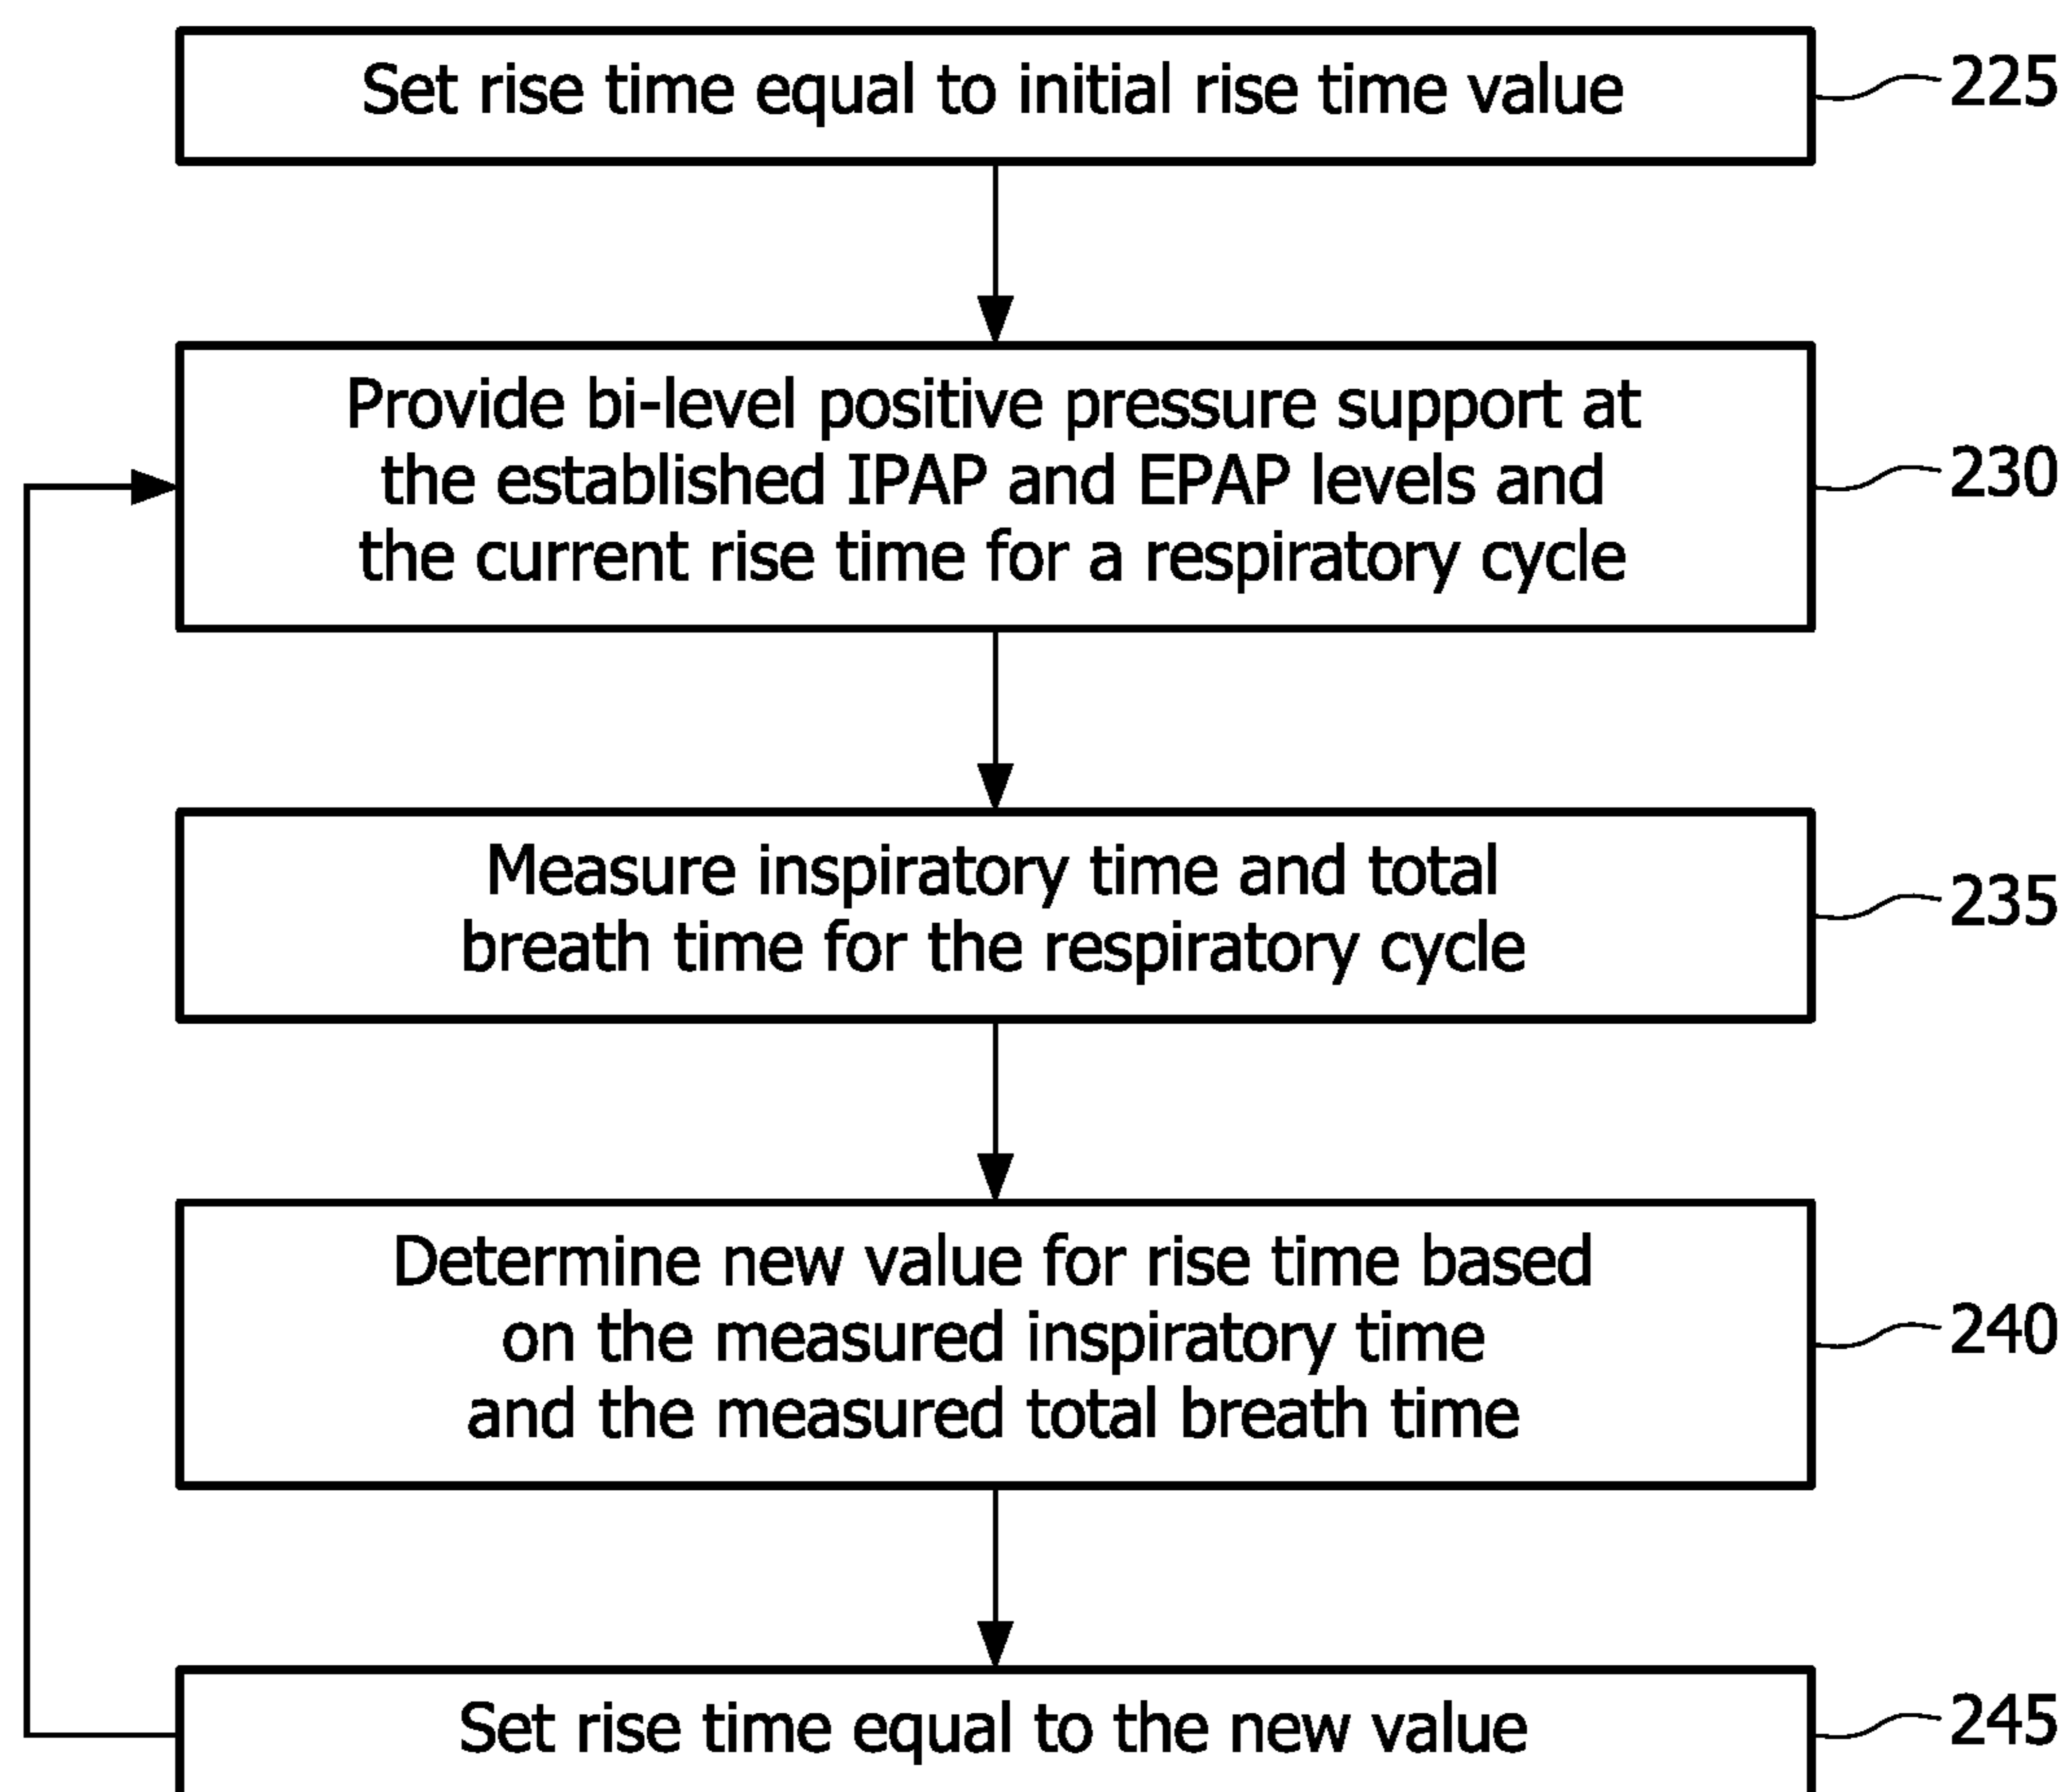 Set rise time equal to initial rise time value
225
Provide bi-level positive pressure support at
the established IPAP and EPAP levels and
the current rise time for a respiratory cycle
230
Measure inspiratory time and total
breath time for the respiratory cycle
235
Determine new value for rise time based
on the measured inspiratory time
and the measured total breath time
240
Set rise time equal to the new value
245